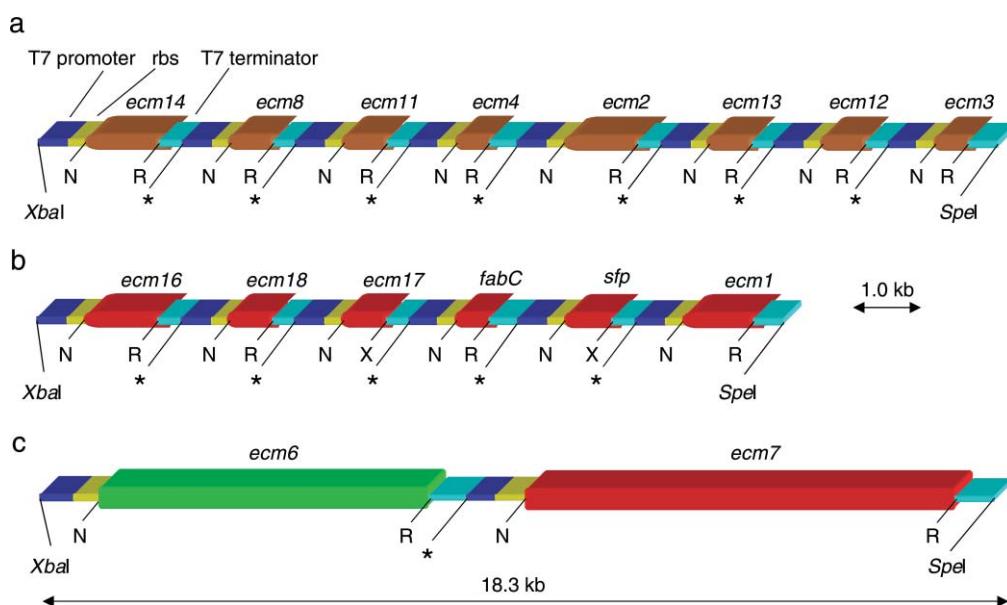 a
T7 promoter rbs T7 terminator
ecm14 ecm8 ecm11 ecm4 ecm2 ecm13 ecm12 ecm3
N R N R N R N R N R N R N R N R
* * * * * * *
XbaI SpeI
b
ecm16 ecm18 ecm17 fabC sfp ecm1
1.0 kb
N R N R N X N R N X N R
* * * * *
XbaI SpeI
c
ecm6 ecm7
N R N R
*
XbaI SpeI
18.3 kb